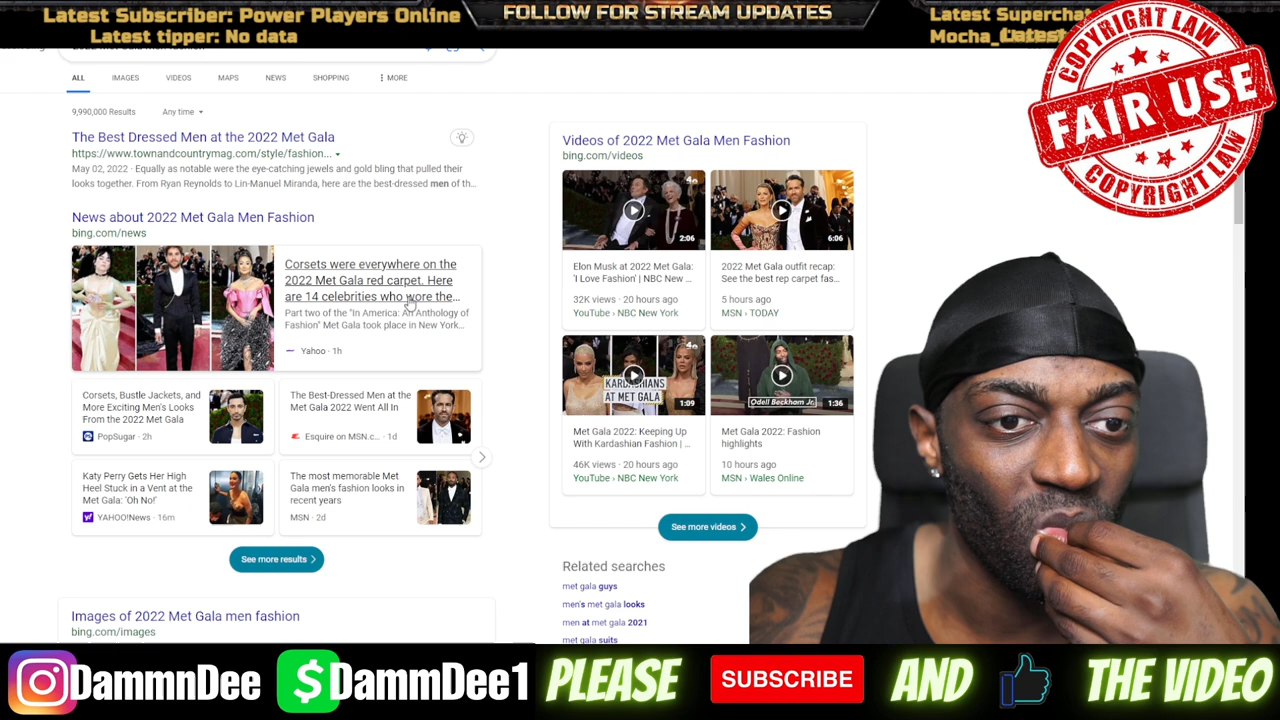 Latest Subscriber: Power Players Online
Latest tipper: No data
FOLLOW FOR STREAM UPDATES
Latest Supercha
Mocha_
COPYRIGHT LAW
FAIR USE
COPYRIGHT LAW
ALL
IMAGES
VIDEOS
MAPS
NEWS
SHOPPING
MORE
9,990,000 Results
Any time
The Best Dressed Men at the 2022 Met Gala
https://www.townandcountrymag.com/style/fashion...
May 02, 2022 · Equally as notable were the eye-catching jewels and gold bling that pulled their
looks together. From Ryan Reynolds to Lin-Manuel Miranda, here are the best-dressed men of th...
News about 2022 Met Gala Men Fashion
bing.com/news
Corsets were everywhere on the
2022 Met Gala red carpet. Here
are 14 celebrities who wore the...
Part two of the "In America: An Anthology of
Fashion" Met Gala took place in New York...
Yahoo · 1h
Corsets, Bustle Jackets, and
More Exciting Men's Looks
From the 2022 Met Gala
PopSugar · 2h
The Best-Dressed Men at the
Met Gala 2022 Went All In
Esquire on MSN.c... · 1d
Katy Perry Gets Her High
Heel Stuck in a Vent at the
Met Gala: 'Oh No!'
YAHOO!News · 16m
The most memorable Met
Gala men's fashion looks in
recent years
MSN · 2d
See more results
Images of 2022 Met Gala men fashion
bing.com/images
Videos of 2022 Met Gala Men Fashion
bing.com/videos
2:06
Elon Musk at 2022 Met Gala:
'I Love Fashion' | NBC New ...
32K views · 20 hours ago
YouTube › NBC New York
6:06
2022 Met Gala outfit recap:
See the best rep carpet fas...
5 hours ago
MSN › TODAY
KARDASHIANS
AT MET GALA
1:09
Met Gala 2022: Keeping Up
With Kardashian Fashion | ...
46K views · 20 hours ago
YouTube › NBC New York
Odell Beckham Jr.
1:36
Met Gala 2022: Fashion
highlights
10 hours ago
MSN › Wales Online
See more videos
Related searches
met gala guys
men's met gala looks
men at met gala 2021
met gala suits
DammnDee
$
DammDee1
PLEASE
SUBSCRIBE
AND
THE VIDEO